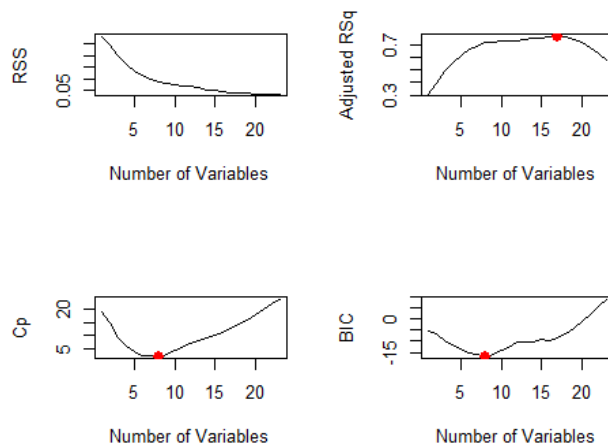 RSS
0.05
5 10 15 20
Number of Variables
Adjusted RSq
0.3 0.7
5 10 15 20
Number of Variables
Cp
5 20
5 10 15 20
Number of Variables
BIC
-15 0
5 10 15 20
Number of Variables